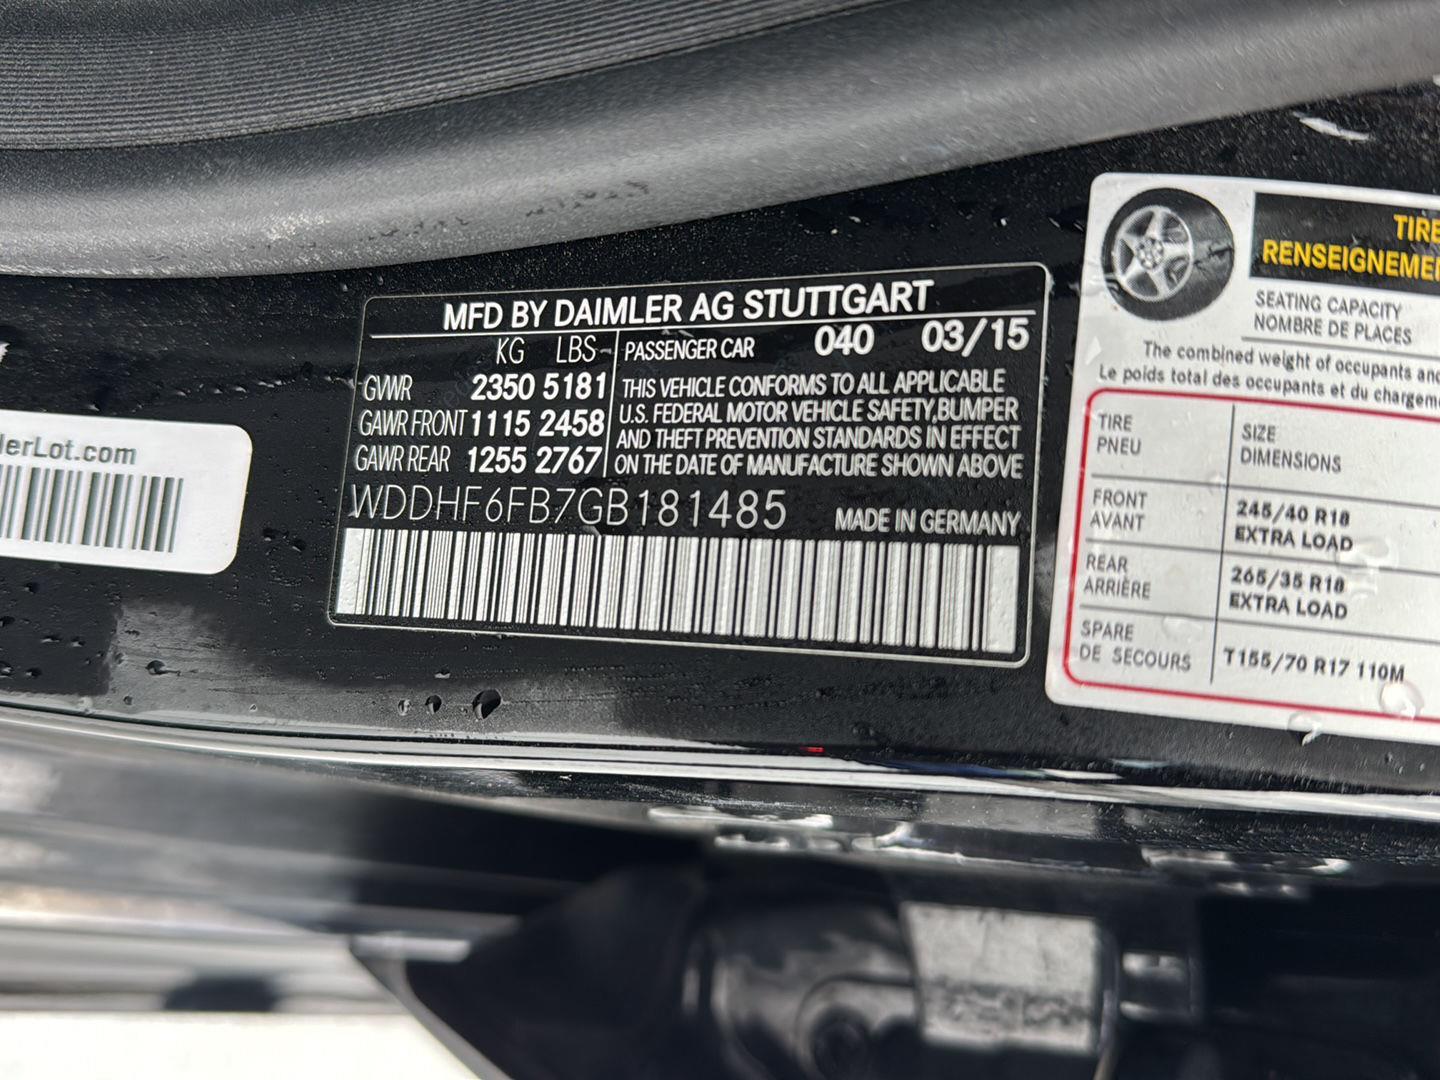 MFD BY DAIMLER AG STUTTGART
KG LBS PASSENGER CAR 040 03/15
GVWR 2350 5181
GAWR FRONT 1115 2458
GAWR REAR 1255 2767
THIS VEHICLE CONFORMS TO ALL APPLICABLE
U.S. FEDERAL MOTOR VEHICLE SAFETY, BUMPER
AND THEFT PREVENTION STANDARDS IN EFFECT
ON THE DATE OF MANUFACTURE SHOWN ABOVE
WDDHF6FB7GB181485 MADE IN GERMANY
lerLot.com
TIRE
RENSEIGNEME
SEATING CAPACITY
NOMBRE DE PLACES
The combined weight of occupants and
Le poids total des occupants et du chargem
TIRE
PNEU
SIZE
DIMENSIONS
FRONT
AVANT
245/40 R18
EXTRA LOAD
REAR
ARRIÈRE
265/35 R18
EXTRA LOAD
SPARE
DE SECOURS
T155/70 R17 110M